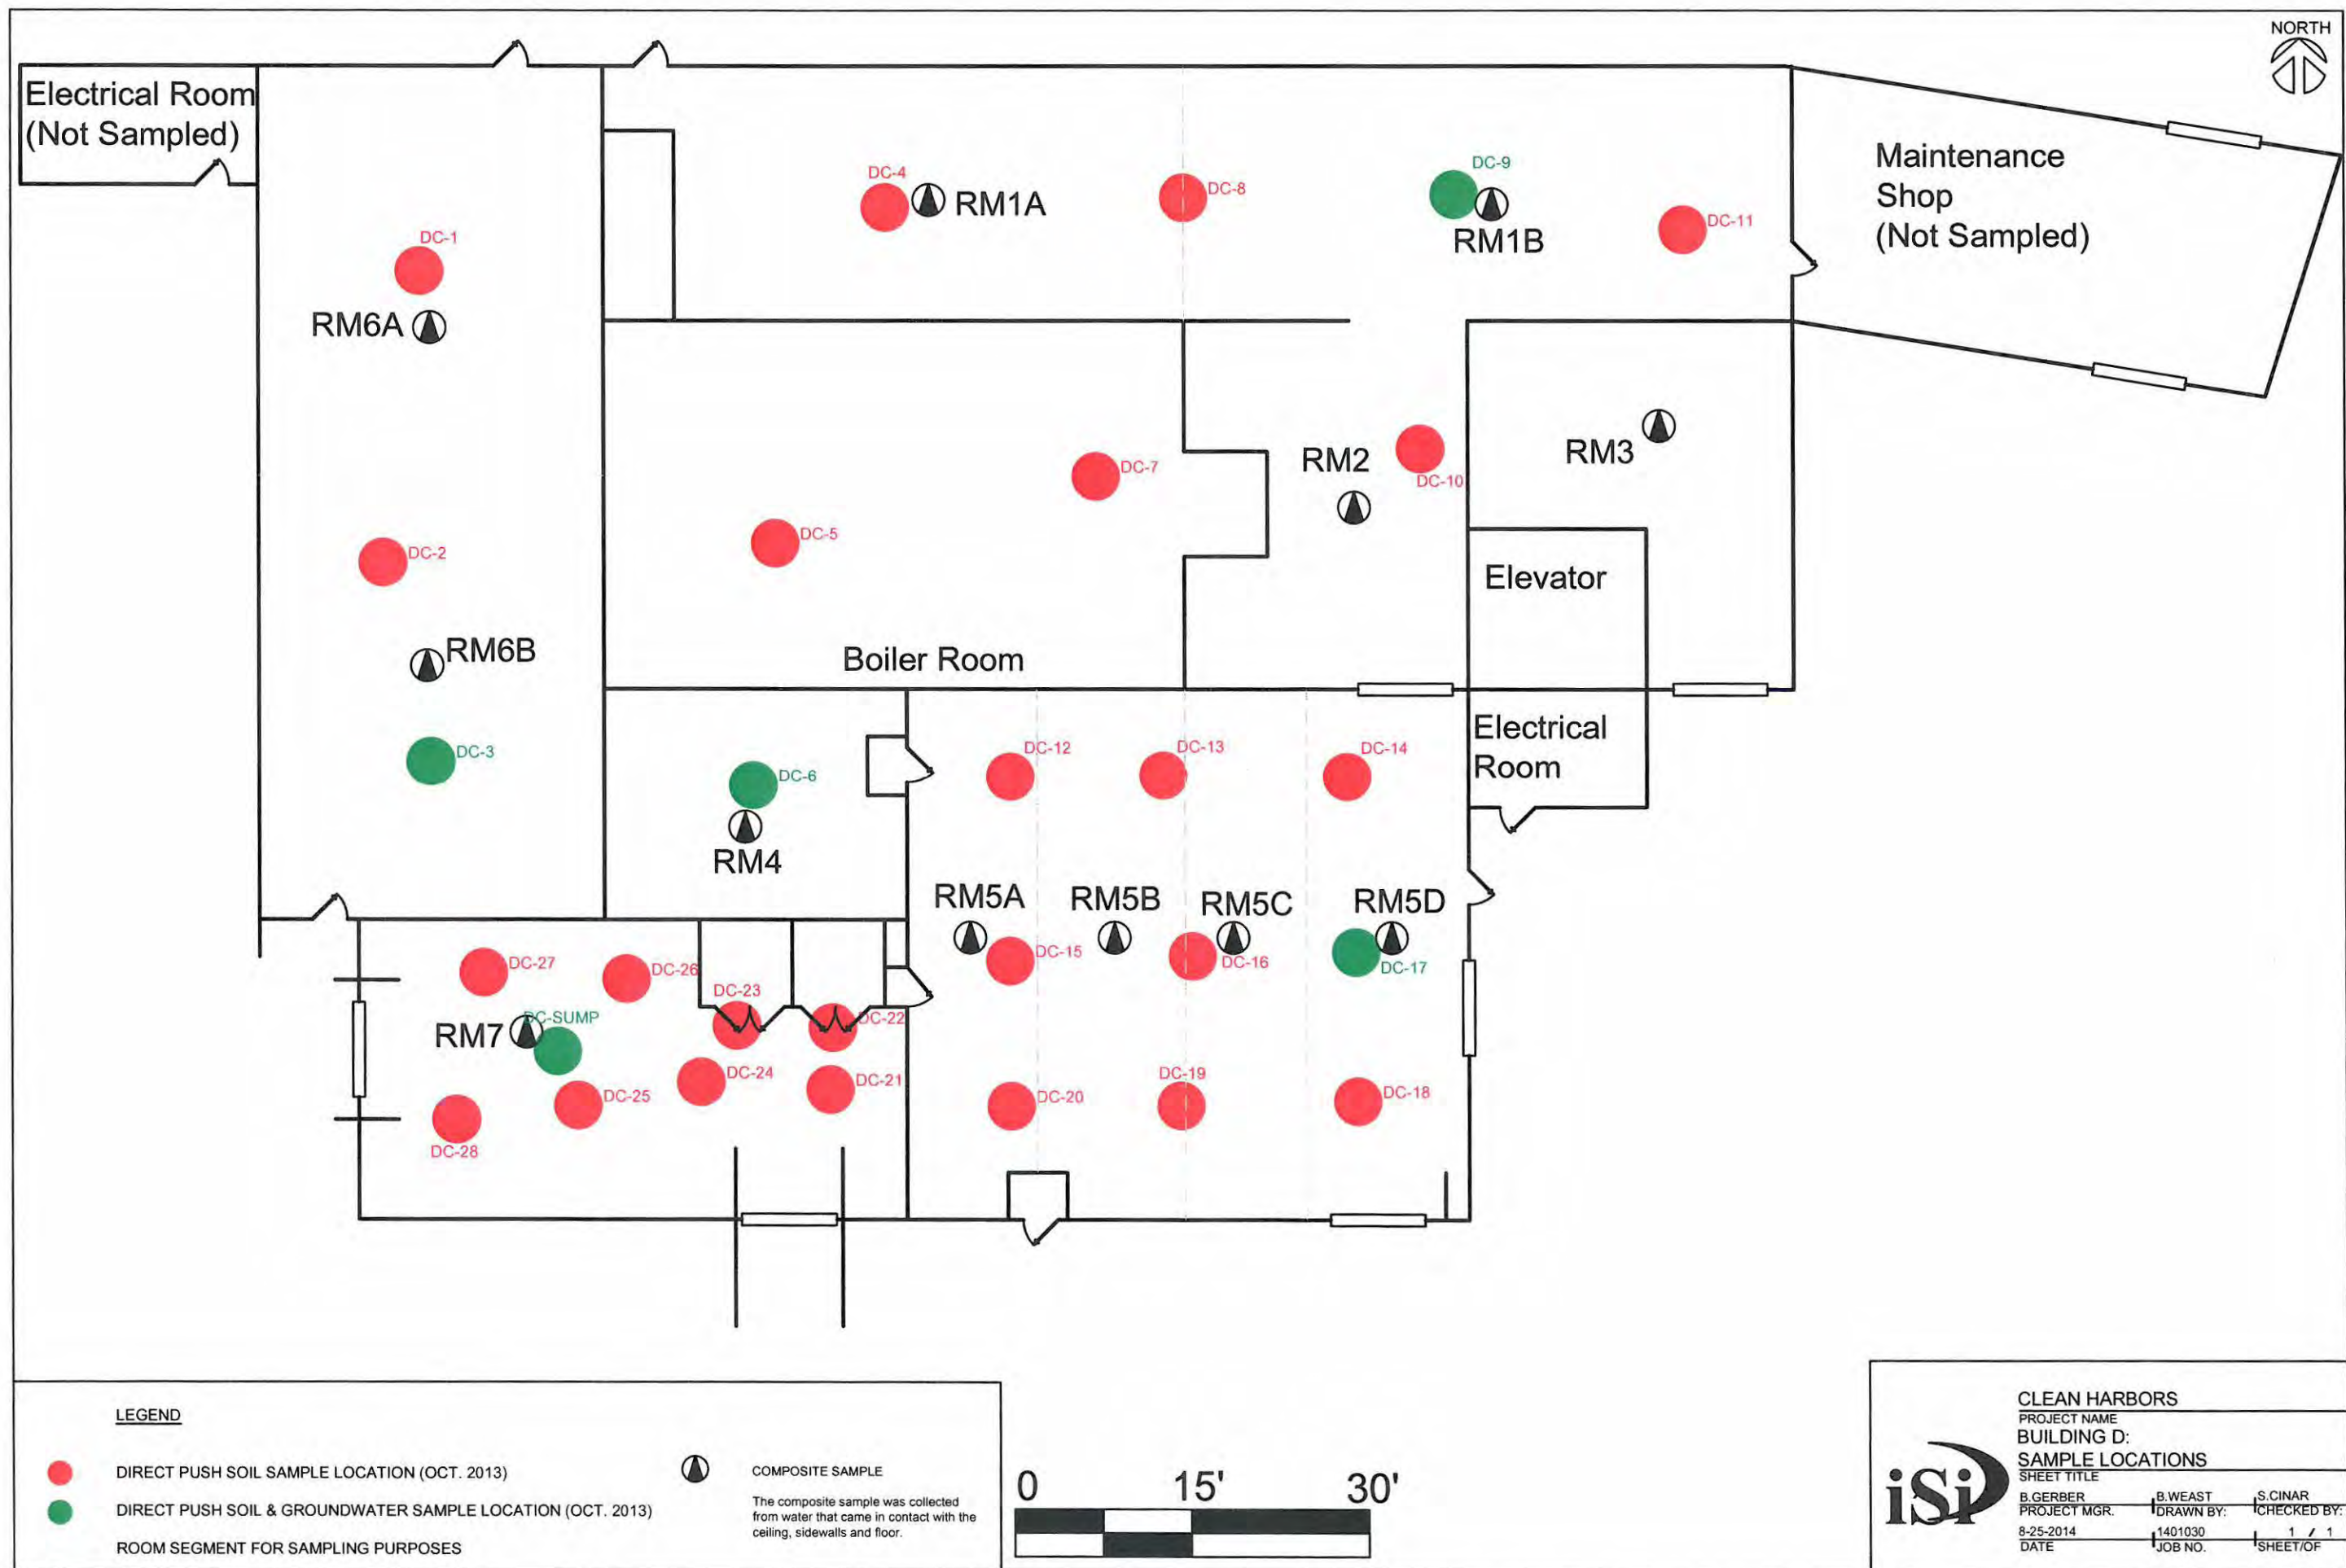 NORTH
Electrical Room
(Not Sampled)
Maintenance
Shop
(Not Sampled)
DC-1
RM6A
DC-2
RM6B
DC-3
DC-4
RM1A
DC-8
DC-9
RM1B
DC-11
DC-7
DC-5
Boiler Room
RM2
DC-10
RM3
Elevator
Electrical
Room
DC-6
RM4
DC-12
DC-13
DC-14
RM5A
RM5B
RM5C
RM5D
DC-15
DC-16
DC-17
DC-20
DC-19
DC-18
DC-27
DC-26
DC-23
DC-22
DC-SUMP
RM7
DC-24
DC-21
DC-25
DC-28
LEGEND
DIRECT PUSH SOIL SAMPLE LOCATION (OCT. 2013)
DIRECT PUSH SOIL & GROUNDWATER SAMPLE LOCATION (OCT. 2013)
ROOM SEGMENT FOR SAMPLING PURPOSES
COMPOSITE SAMPLE
The composite sample was collected
from water that came in contact with the
ceiling, sidewalls and floor.
0 15' 30'
iSi
CLEAN HARBORS
PROJECT NAME
BUILDING D:
SAMPLE LOCATIONS
SHEET TITLE
B.GERBER B.WEAST S.CINAR
PROJECT MGR. DRAWN BY: CHECKED BY:
8-25-2014 1401030 1 / 1
DATE JOB NO. SHEET/OF